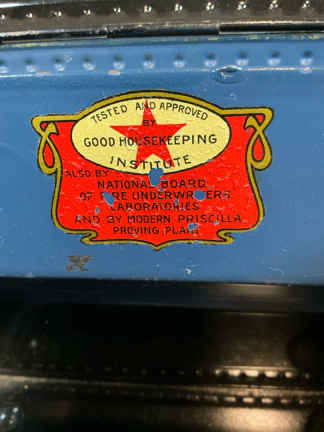 TESTED AND APPROVED
BY
GOOD HOUSEKEEPING
INSTITUTE
ALSO BY
NATIONAL BOARD
OF FIRE UNDERWRITERS
LABORATORIES
AND BY MODERN PRISCILLA
PROVING PLANT